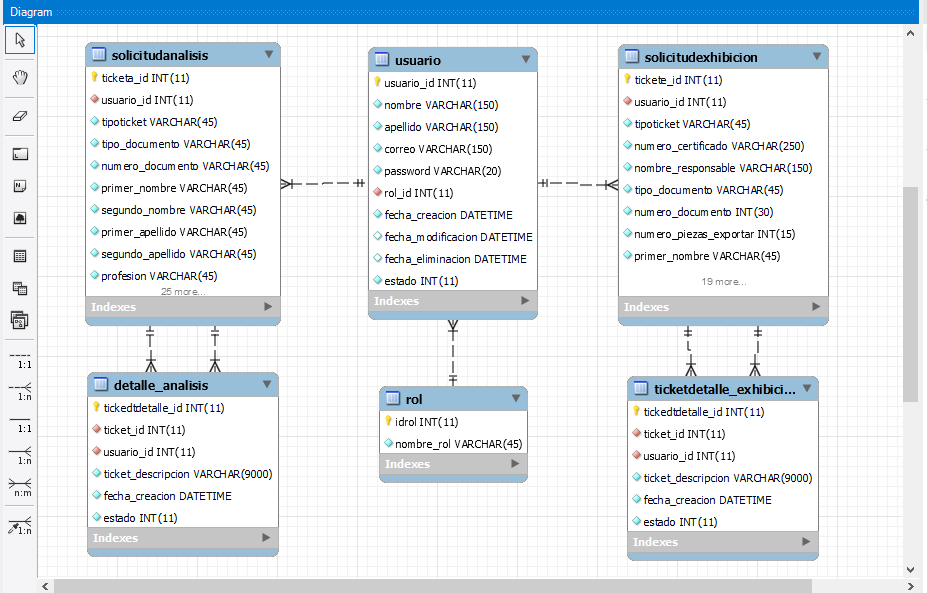 Diagram
solicitudanalisis
ticketa_id INT(11)
usuario_id INT(11)
tipoticket VARCHAR(45)
tipo_documento VARCHAR(45)
numero_documento VARCHAR(45)
primer_nombre VARCHAR(45)
segundo_nombre VARCHAR(45)
primer_apellido VARCHAR(45)
segundo_apellido VARCHAR(45)
profesion VARCHAR(45)
25 more...
Indexes
usuario
usuario_id INT(11)
nombre VARCHAR(150)
apellido VARCHAR(150)
correo VARCHAR(150)
password VARCHAR(20)
rol_id INT(11)
fecha_creacion DATETIME
fecha_modificacion DATETIME
fecha_eliminacion DATETIME
estado INT(11)
Indexes
solicitudexhibicion
tickete_id INT(11)
usuario_id INT(11)
tipoticket VARCHAR(45)
numero_certificado VARCHAR(250)
nombre_responsable VARCHAR(150)
tipo_documento VARCHAR(45)
numero_documento INT(30)
numero_piezas_exportar INT(15)
primer_nombre VARCHAR(45)
19 more...
Indexes
detalle_analisis
tickedtdetalle_id INT(11)
ticket_id INT(11)
usuario_id INT(11)
ticket_descripcion VARCHAR(9000)
fecha_creacion DATETIME
estado INT(11)
Indexes
rol
idrol INT(11)
nombre_rol VARCHAR(45)
Indexes
ticketdetalle_exhibici...
tickedtdetalle_id INT(11)
ticket_id INT(11)
usuario_id INT(11)
ticket_descripcion VARCHAR(9000)
fecha_creacion DATETIME
estado INT(11)
Indexes
1:1
1:n
1:1
1:n
n:m
1:n